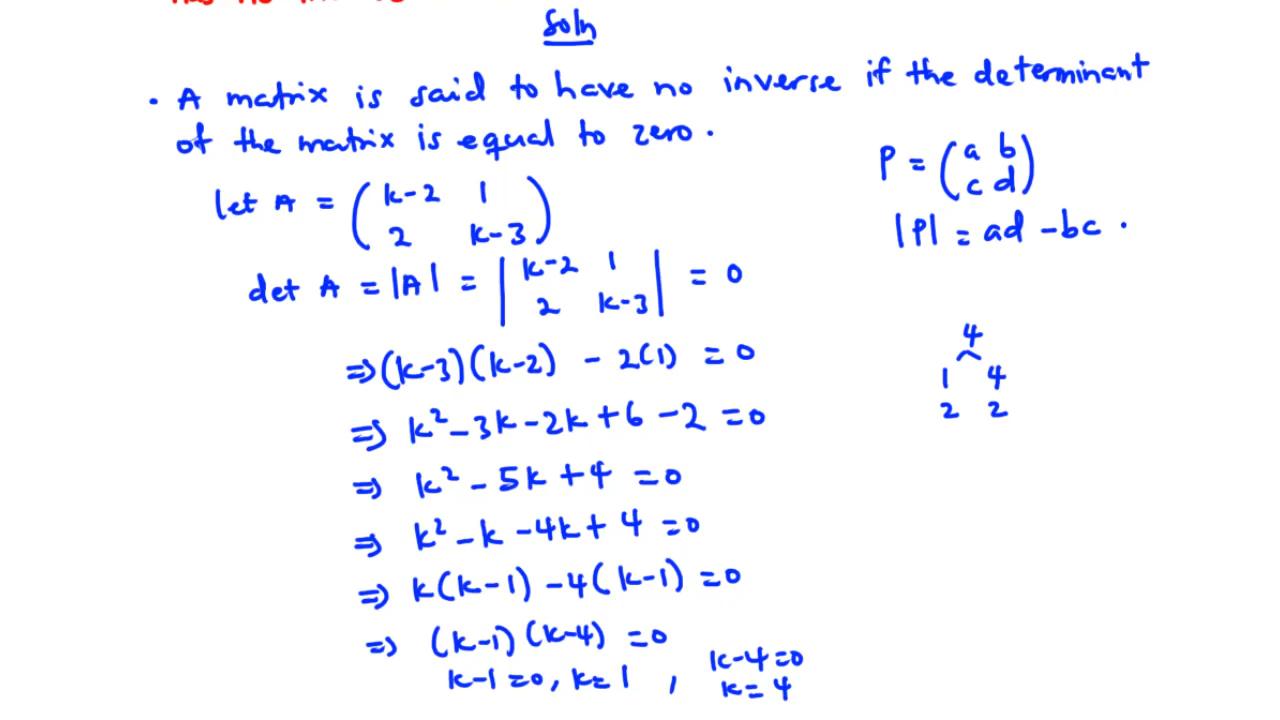 Soln
• A matrix is said to have no inverse if the determinant
of the matrix is equal to zero.
P = (a b
c d)
let A = (k-2 1
2 k-3)
|P| = ad - bc .
det A = |A| = |k-2 1
2 k-3| = 0
4
1 4
2 2
⇒ (k-3)(k-2) - 2(1) = 0
⇒ k² - 3k - 2k + 6 - 2 = 0
⇒ k² - 5k + 4 = 0
⇒ k² - k - 4k + 4 = 0
⇒ k(k-1) - 4(k-1) = 0
⇒ (k-1)(k-4) = 0
k-1 = 0, k = 1 , k-4 = 0
k = 4